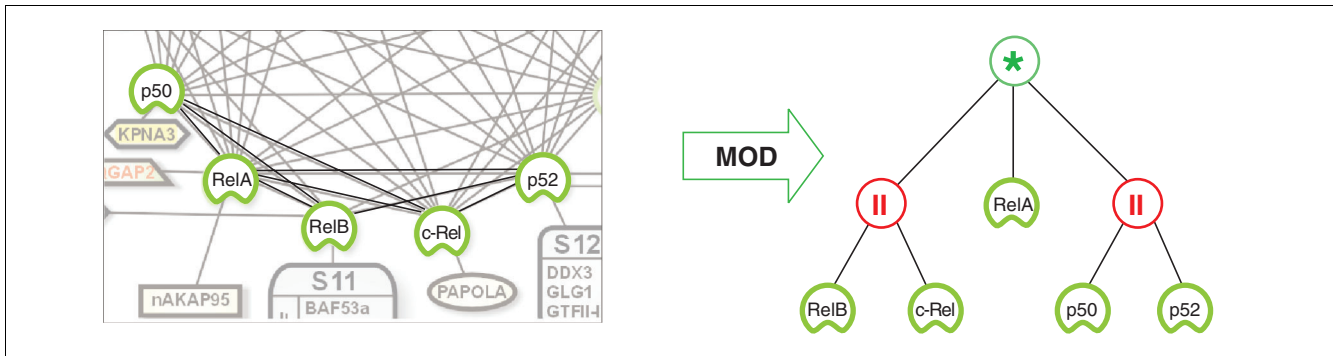 p50
KPNA3
GAP2
RelA
p52
RelB
c-Rel
S11
S12
nAKAP95
BAF53a
PAPOLA
DDX3
GLG1
GTFII-I
MOD
*
II
RelA
II
RelB
c-Rel
p50
p52